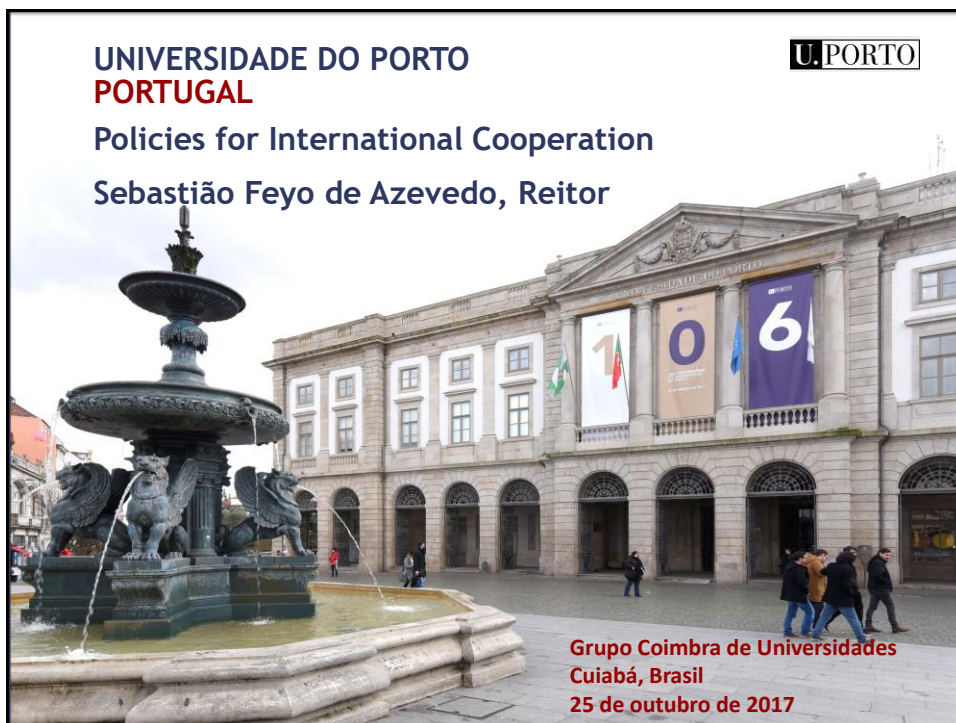 UNIVERSIDADE DO PORTO
PORTUGAL
U.PORTO
Policies for International Cooperation
Sebastião Feyo de Azevedo, Reitor
UNIVERSIDADE DO PORTO
1
0
6
Grupo Coimbra de Universidades
Cuiabá, Brasil
25 de outubro de 2017